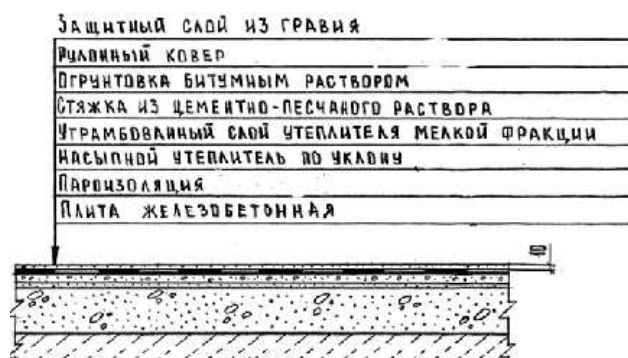 Защитный слой из гравия
Рулонный ковер
Огрунтовка битумным раствором
Стяжка из цементно-песчаного раствора
Утрамбованный слой утеплителя мелкой фракции
Насыпной утеплитель по уклону
Пароизоляция
Плита железобетонная
10